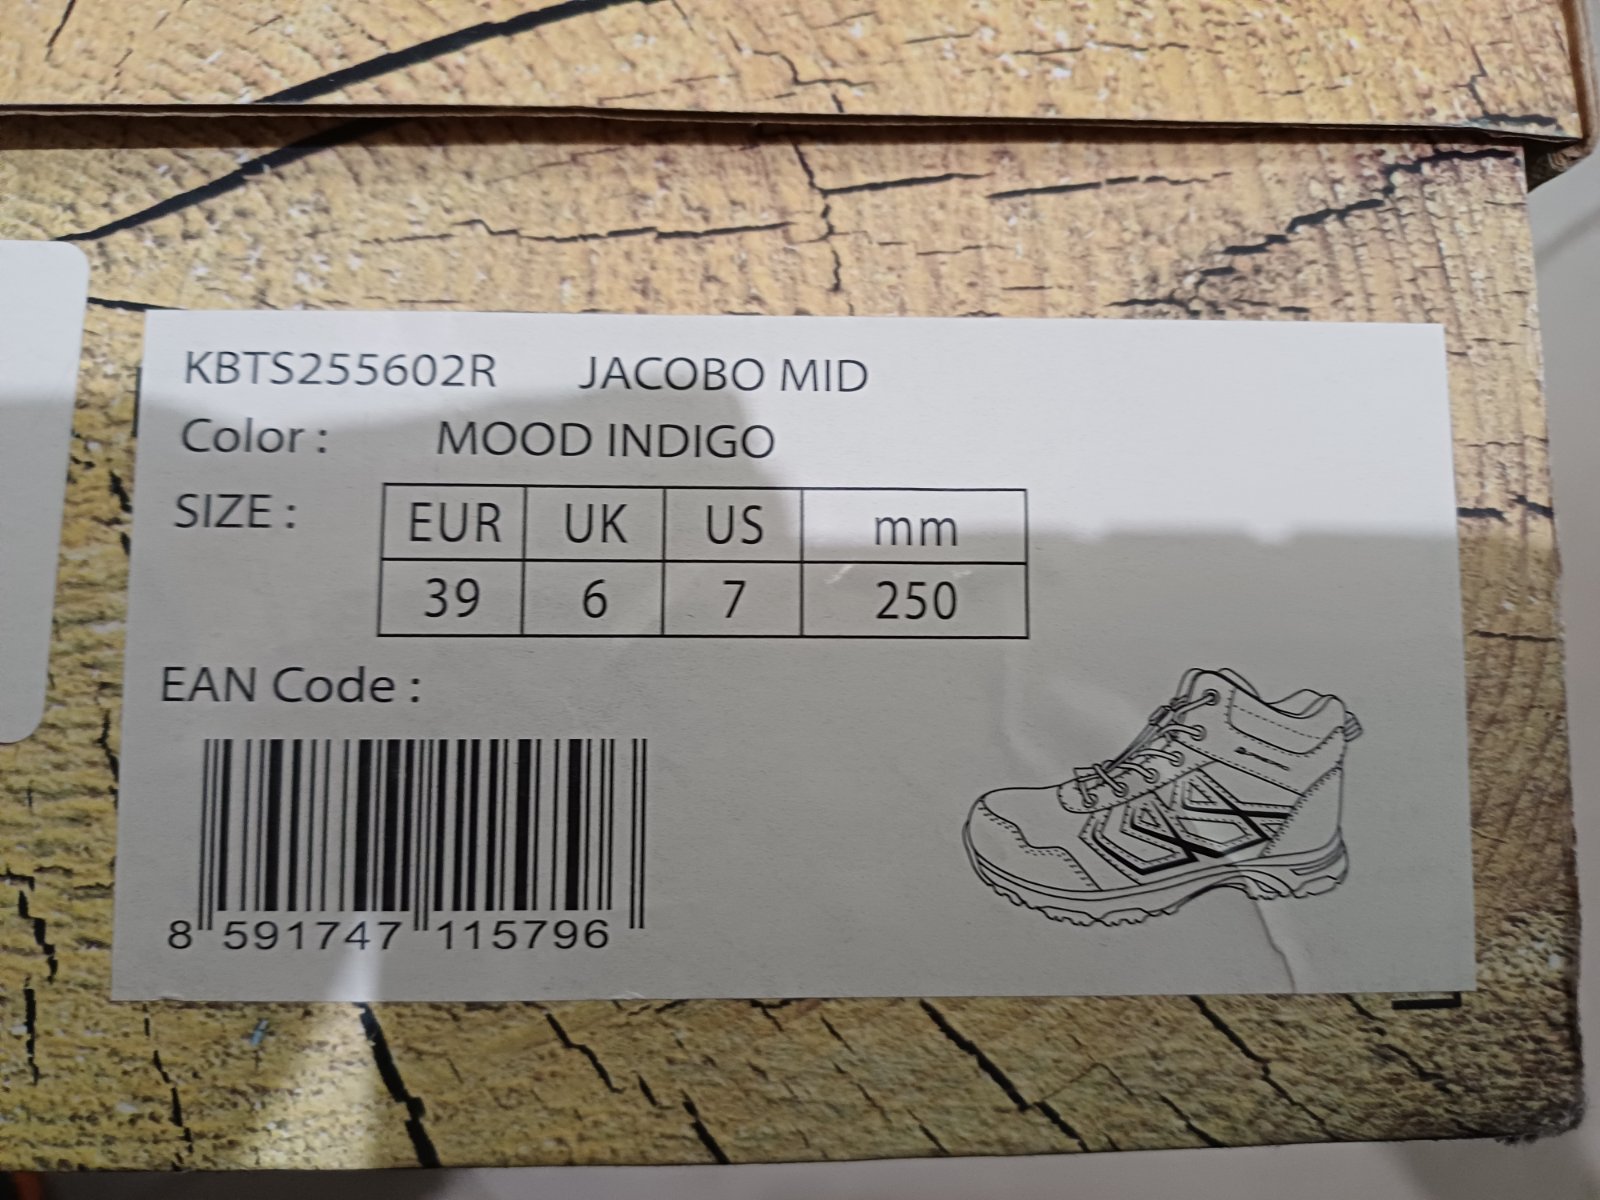 KBTS255602R JACOBO MID
Color : MOOD INDIGO
SIZE : EUR UK US mm
39 6 7 250
EAN Code :
8 591747 115796